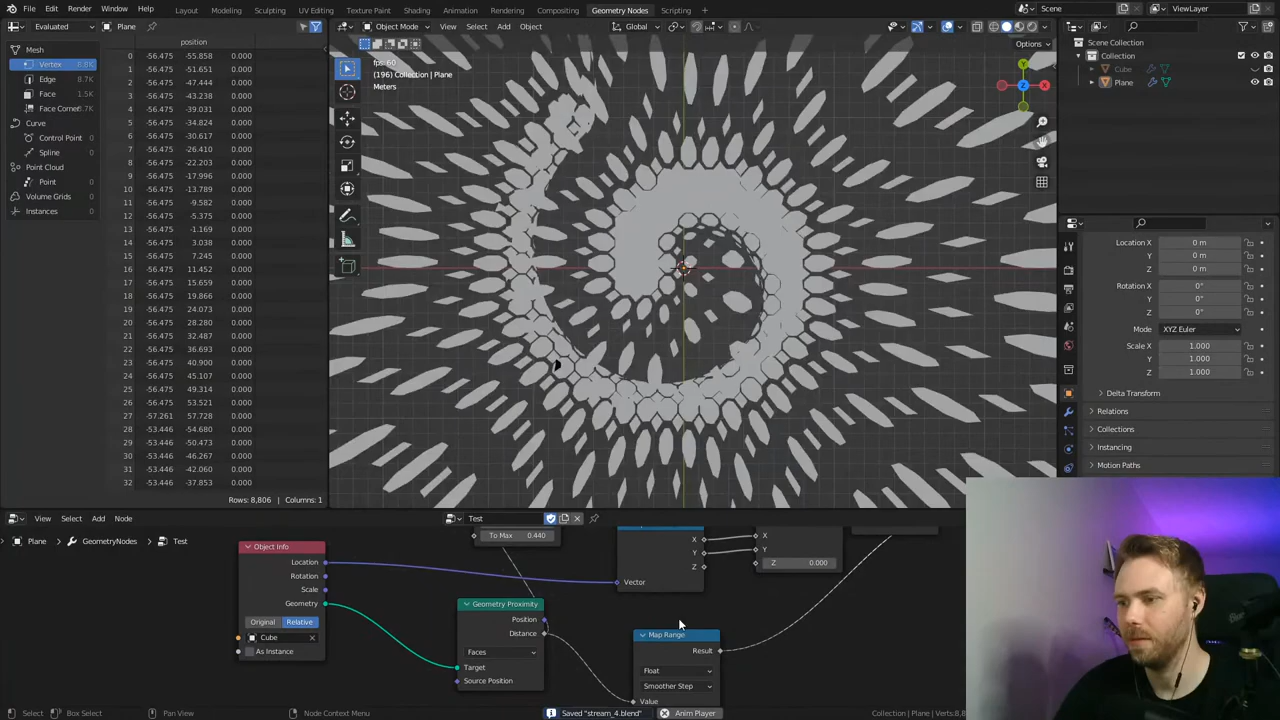 File Edit Render Window Help Layout Modeling Sculpting UV Editing Texture Paint Shading Animation Rendering Compositing Geometry Nodes Scripting Scene ViewLayer
Evaluated
Mesh
Vertex 8.8K
Edge 8.7K
Face 1.5K
Face Corner
Curve
Control Point 0
Spline 0
Point Cloud
Point 0
Volume Grids
Instances 0
position
0 -56.475 -55.858 0.000
1 -56.475 -51.651 0.000
2 -56.475 -47.444 0.000
3 -56.475 -43.238 0.000
4 -56.475 -39.031 0.000
5 -56.475 -34.824 0.000
6 -56.475 -30.617 0.000
7 -56.475 -26.410 0.000
8 -56.475 -22.203 0.000
9 -56.475 -17.996 0.000
10 -56.475 -13.789 0.000
11 -56.475 -9.582 0.000
12 -56.475 -5.375 0.000
13 -56.475 -1.169 0.000
14 -56.475 3.038 0.000
15 -56.475 7.245 0.000
16 -56.475 11.452 0.000
17 -56.475 15.659 0.000
18 -56.475 19.866 0.000
19 -56.475 24.073 0.000
20 -56.475 28.280 0.000
21 -56.475 32.487 0.000
22 -56.475 36.693 0.000
23 -56.475 40.900 0.000
24 -56.475 45.107 0.000
25 -56.475 49.314 0.000
26 -56.475 53.521 0.000
27 -57.261 57.728 0.000
28 -53.446 -54.680 0.000
29 -53.446 -50.473 0.000
30 -53.446 -46.267 0.000
31 -53.446 -42.060 0.000
32 -53.446 -37.853 0.000
Rows: 8,806 | Columns: 1
Object Mode View Select Add Object Global
Options
fps: 60
(196) Collection | Plane
Meters
Z
X
Scene Collection
Collection
Cube
Plane
Location X 0 m
Y 0 m
Z 0 m
Rotation X 0°
Y 0°
Z 0°
Mode XYZ Euler
Scale X 1.000
Y 1.000
Z 1.000
Delta Transform
Relations
Collections
Instancing
Motion Paths
View Select Add Node Test
Plane GeometryNodes Test
Object Info
Location
Rotation
Scale
Geometry
Original Relative
Cube
As Instance
To Max 0.440
Geometry Proximity
Position
Distance
Faces
Target
Source Position
X
Y
Z
Vector
X
Y
Z 0.000
Map Range
Result
Float
Smoother Step
Value
Select Box Select Pan View Node Context Menu Saved "stream_4.blend" Anim Player Collection | Plane | Verts:8,8